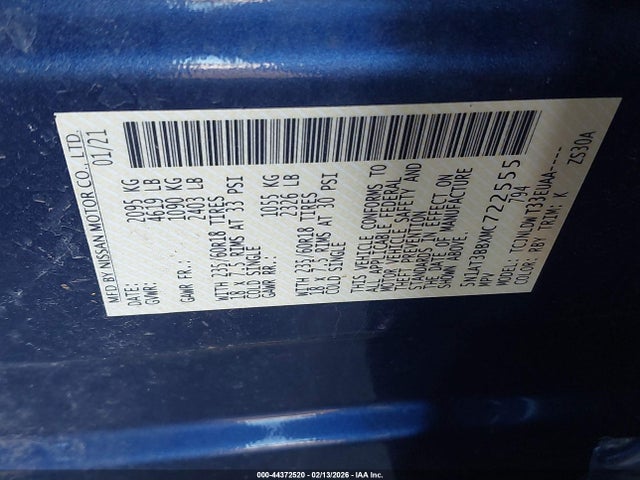 MFD BY NISSAN MOTOR CO., LTD.
DATE: 01/21
GVWR: 2095 KG
4619 LB
GAWR FR: 1090 KG
2403 LB
WITH 235/60R18 TIRES
18 X 7.5 RIMS AT 33 PSI
COLD SINGLE
GAWR RR: 1055 KG
2326 LB
WITH 235/60R18 TIRES
18 X 7.5 RIMS AT 30 PSI
COLD SINGLE
THIS VEHICLE CONFORMS TO
ALL APPLICABLE FEDERAL
MOTOR VEHICLE SAFETY AND
THEFT PREVENTION
STANDARDS IN EFFECT ON
THE DATE OF MANUFACTURE
SHOWN ABOVE.
5N1AT3BBXMC722555
MPV 794
MODEL:
COLOR: RBY TRIM: K
ZS30A
000-44372520 - 02/13/2026 - IAA Inc.